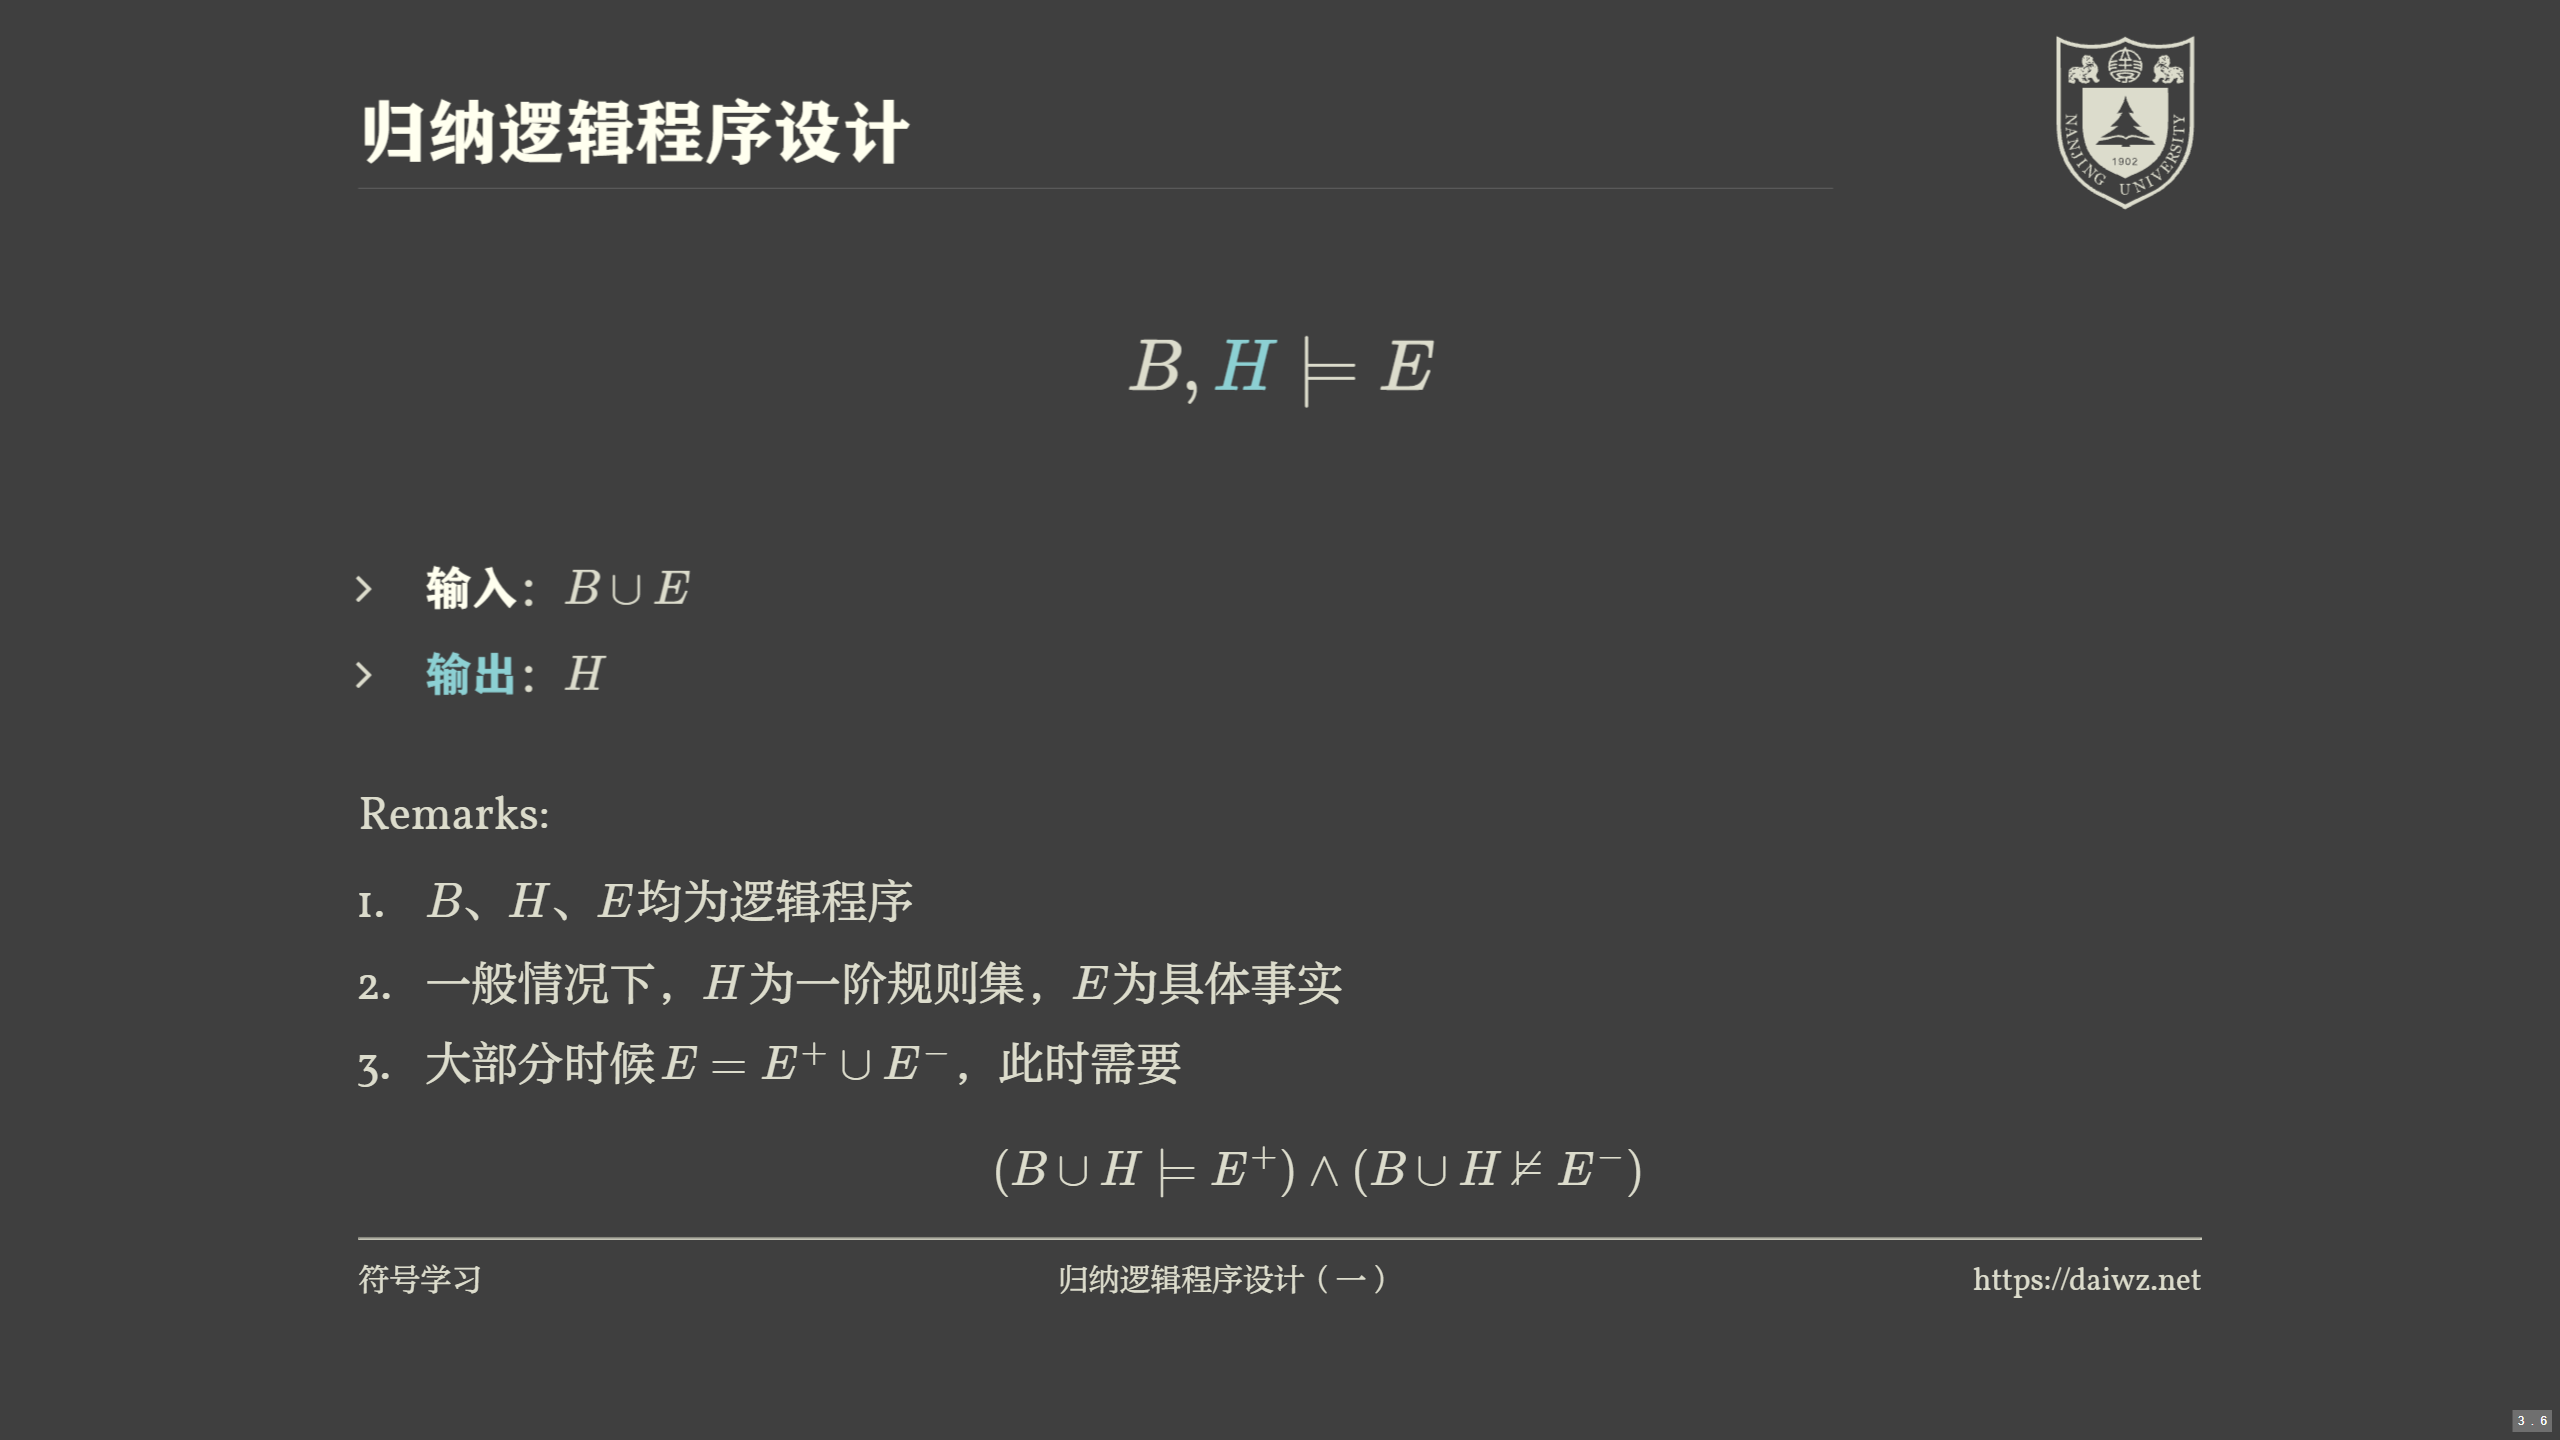 归纳逻辑程序设计
NANJING UNIVERSITY
1902
B, H ⊨ E
输入：B ∪ E
输出：H
Remarks:
1. B、H、E均为逻辑程序
2. 一般情况下，H为一阶规则集，E为具体事实
3. 大部分时候E = E⁺ ∪ E⁻，此时需要
(B ∪ H ⊨ E⁺) ∧ (B ∪ H ⊭ E⁻)
符号学习
归纳逻辑程序设计（一）
https://daiwz.net
3.6